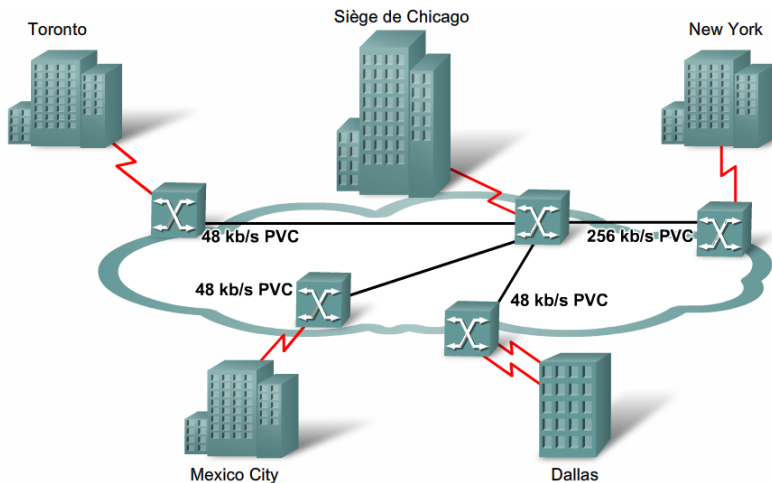 Siège de Chicago
Toronto
New York
48 kb/s PVC
256 kb/s PVC
48 kb/s PVC
48 kb/s PVC
Mexico City
Dallas